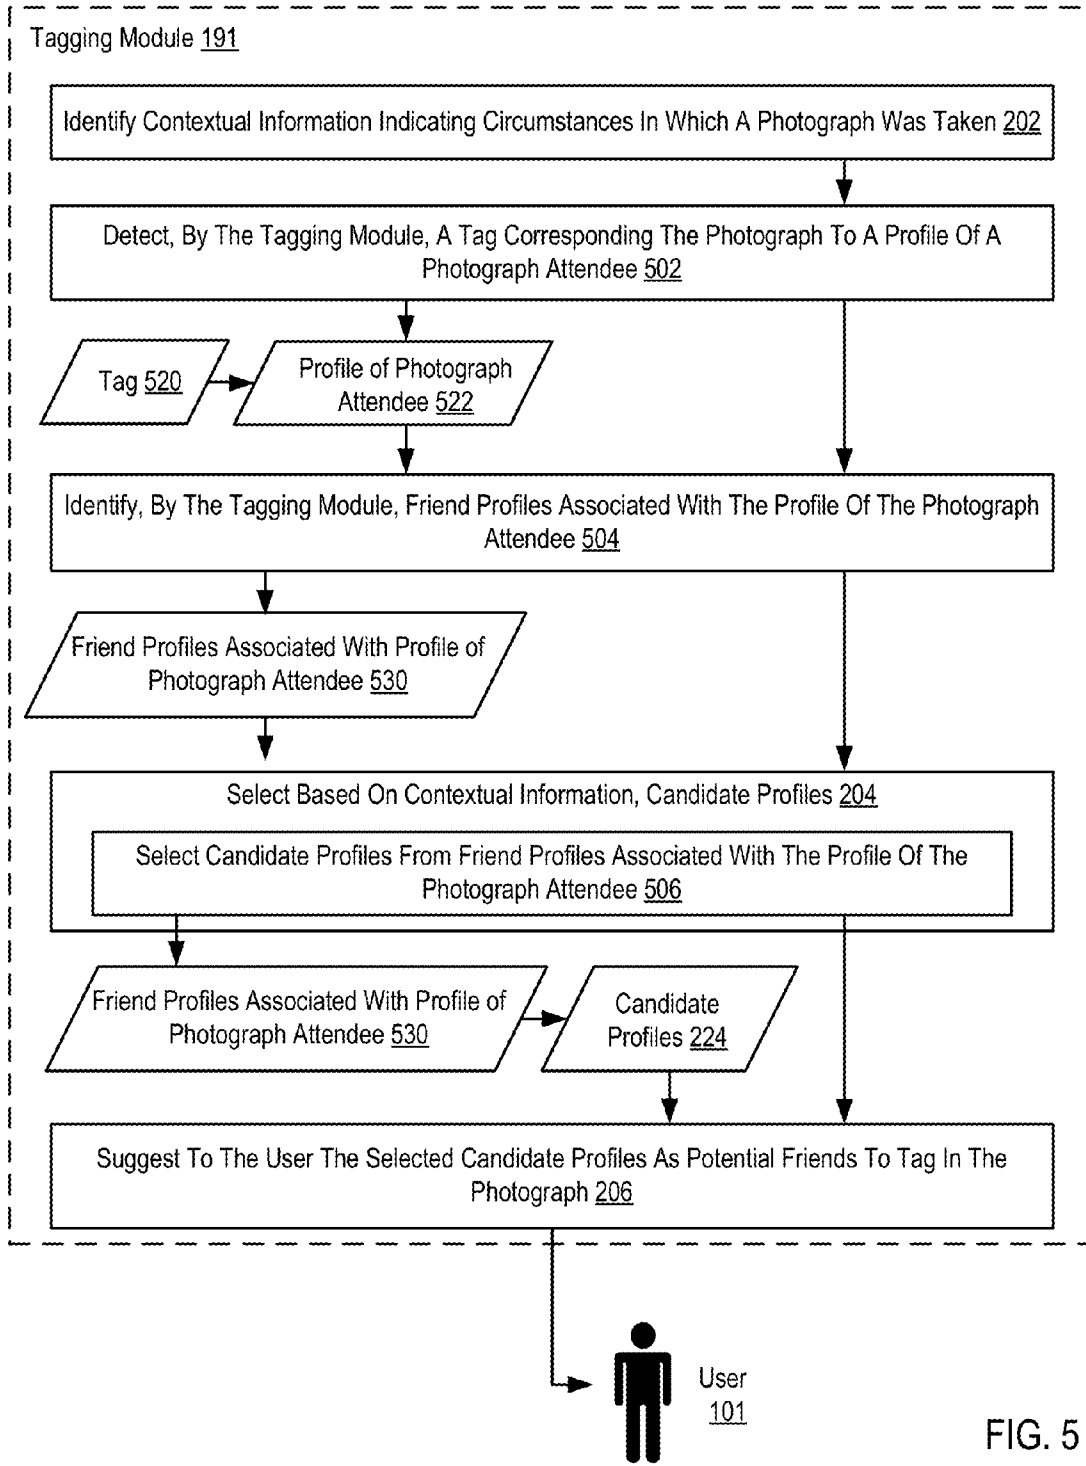 Tagging Module 191
Identify Contextual Information Indicating Circumstances In Which A Photograph Was Taken 202
Detect, By The Tagging Module, A Tag Corresponding The Photograph To A Profile Of A
Photograph Attendee 502
Tag 520
Profile of Photograph
Attendee 522
Identify, By The Tagging Module, Friend Profiles Associated With The Profile Of The Photograph
Attendee 504
Friend Profiles Associated With Profile of
Photograph Attendee 530
Select Based On Contextual Information, Candidate Profiles 204
Select Candidate Profiles From Friend Profiles Associated With The Profile Of The
Photograph Attendee 506
Friend Profiles Associated With Profile of
Photograph Attendee 530
Candidate
Profiles 224
Suggest To The User The Selected Candidate Profiles As Potential Friends To Tag In The
Photograph 206
User
101
FIG. 5